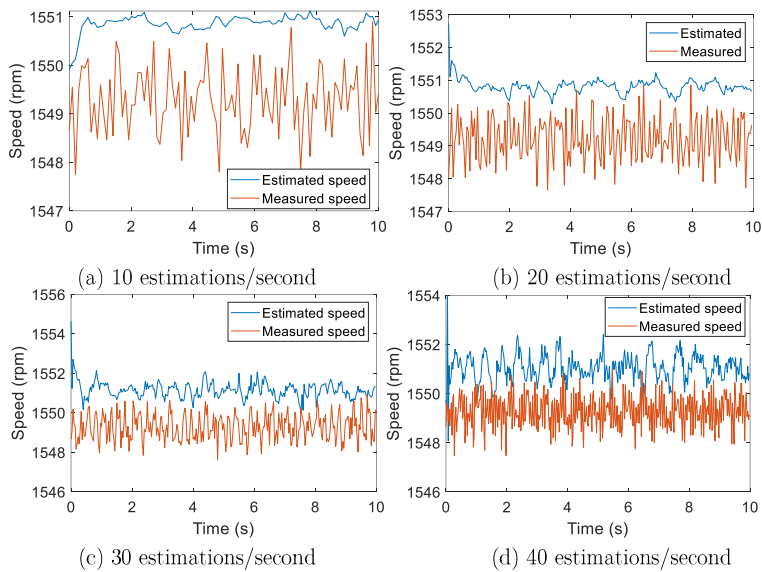 1551
1550
1549
1548
1547
Speed (rpm)
Estimated speed
Measured speed
0 2 4 6 8 10
Time (s)
(a) 10 estimations/second
1553
1552
1551
1550
1549
1548
1547
Speed (rpm)
Estimated
Measured
0 2 4 6 8 10
Time (s)
(b) 20 estimations/second
1556
1554
1552
1550
1548
1546
Speed (rpm)
Estimated speed
Measured speed
0 2 4 6 8 10
Time (s)
(c) 30 estimations/second
1554
1552
1550
1548
1546
Speed (rpm)
Estimated speed
Measured speed
0 2 4 6 8 10
Time (s)
(d) 40 estimations/second